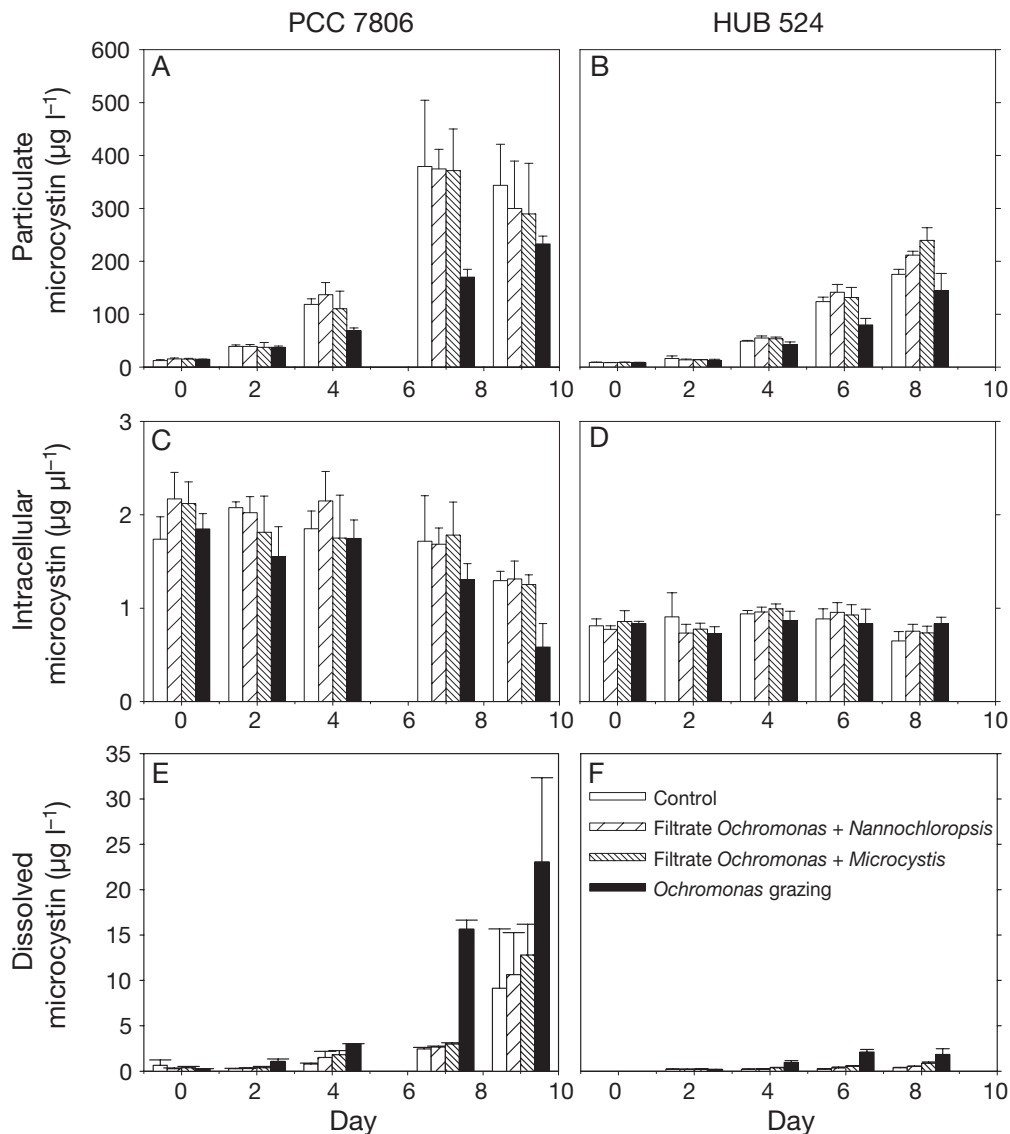 PCC 7806
HUB 524
Particulate
microcystin (µg l⁻¹)
600
500
400
300
200
100
0
A
B
0 2 4 6 8 10
0 2 4 6 8 10
Intracellular
microcystin (µg µl⁻¹)
3
2
1
0
C
D
0 2 4 6 8 10
0 2 4 6 8 10
Dissolved
microcystin (µg l⁻¹)
35
30
25
20
15
10
5
0
E
F
Control
Filtrate Ochromonas + Nannochloropsis
Filtrate Ochromonas + Microcystis
Ochromonas grazing
0 2 4 6 8 10
0 2 4 6 8 10
Day
Day